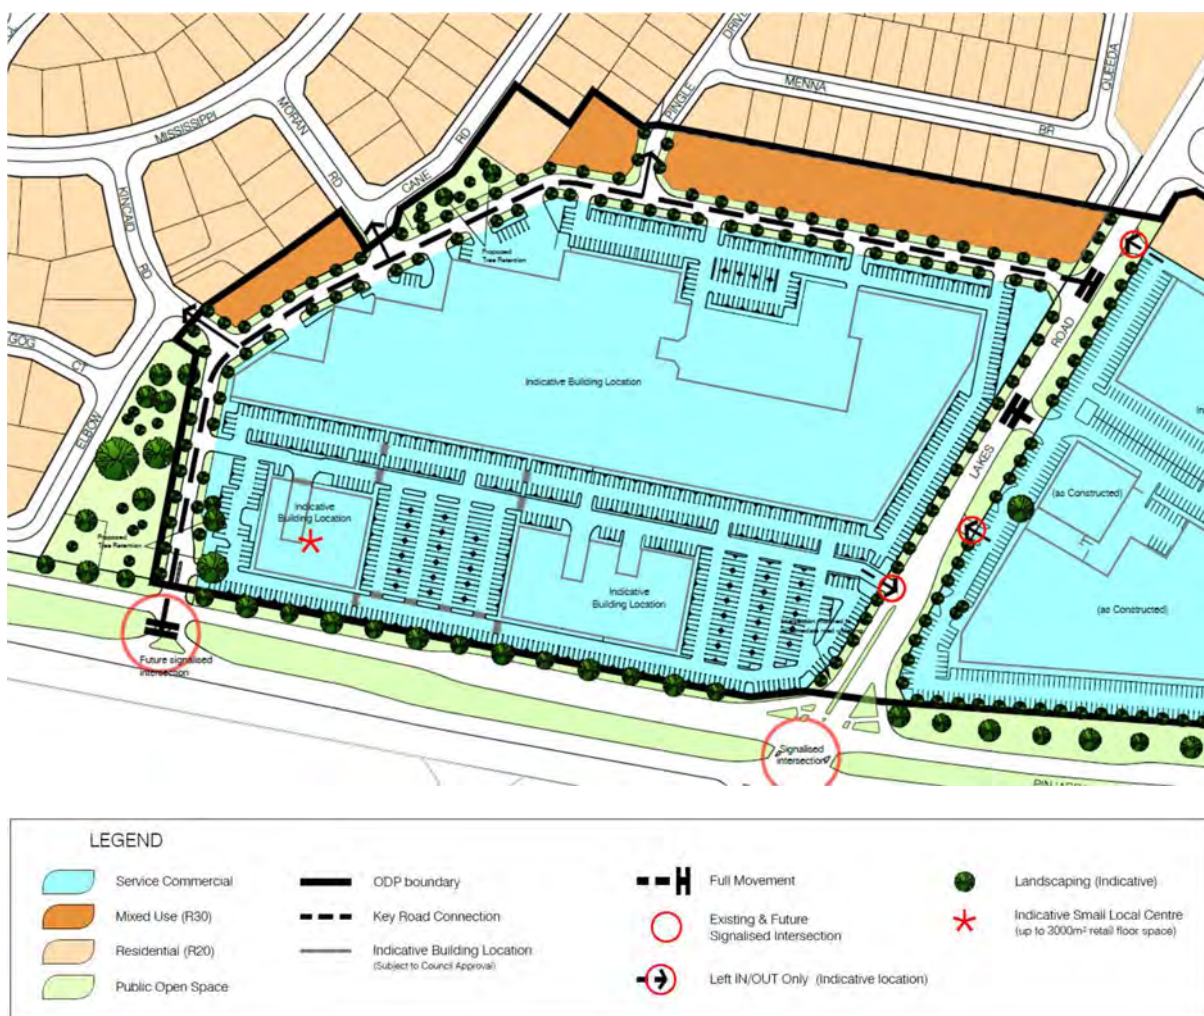 DRIVE
PINGLE
MENNA
BR
QUEEDA
MISSISSIPPI
MORAN
RD
CANE
RD
KINCAID
RD
Proposed
Tree Retention
ROAD
LAKES
Indicative Building Location
GOG
CT
ELBOW
Indicative
Building Location
Indicative
Building Location
(as Constructed)
(as Constructed)
In
Proposed
Tree Retention
Future signalised
intersection
Signalised
intersection
PINJARR
LEGEND
Service Commercial
Mixed Use (R30)
Residential (R20)
Public Open Space
ODP boundary
Key Road Connection
Indicative Building Location
(Subject to Council Approval)
Full Movement
Existing & Future
Signalised Intersection
Left IN/OUT Only (Indicative location)
Landscaping (Indicative)
Indicative Small Local Centre
(up to 3000m² retail floor space)